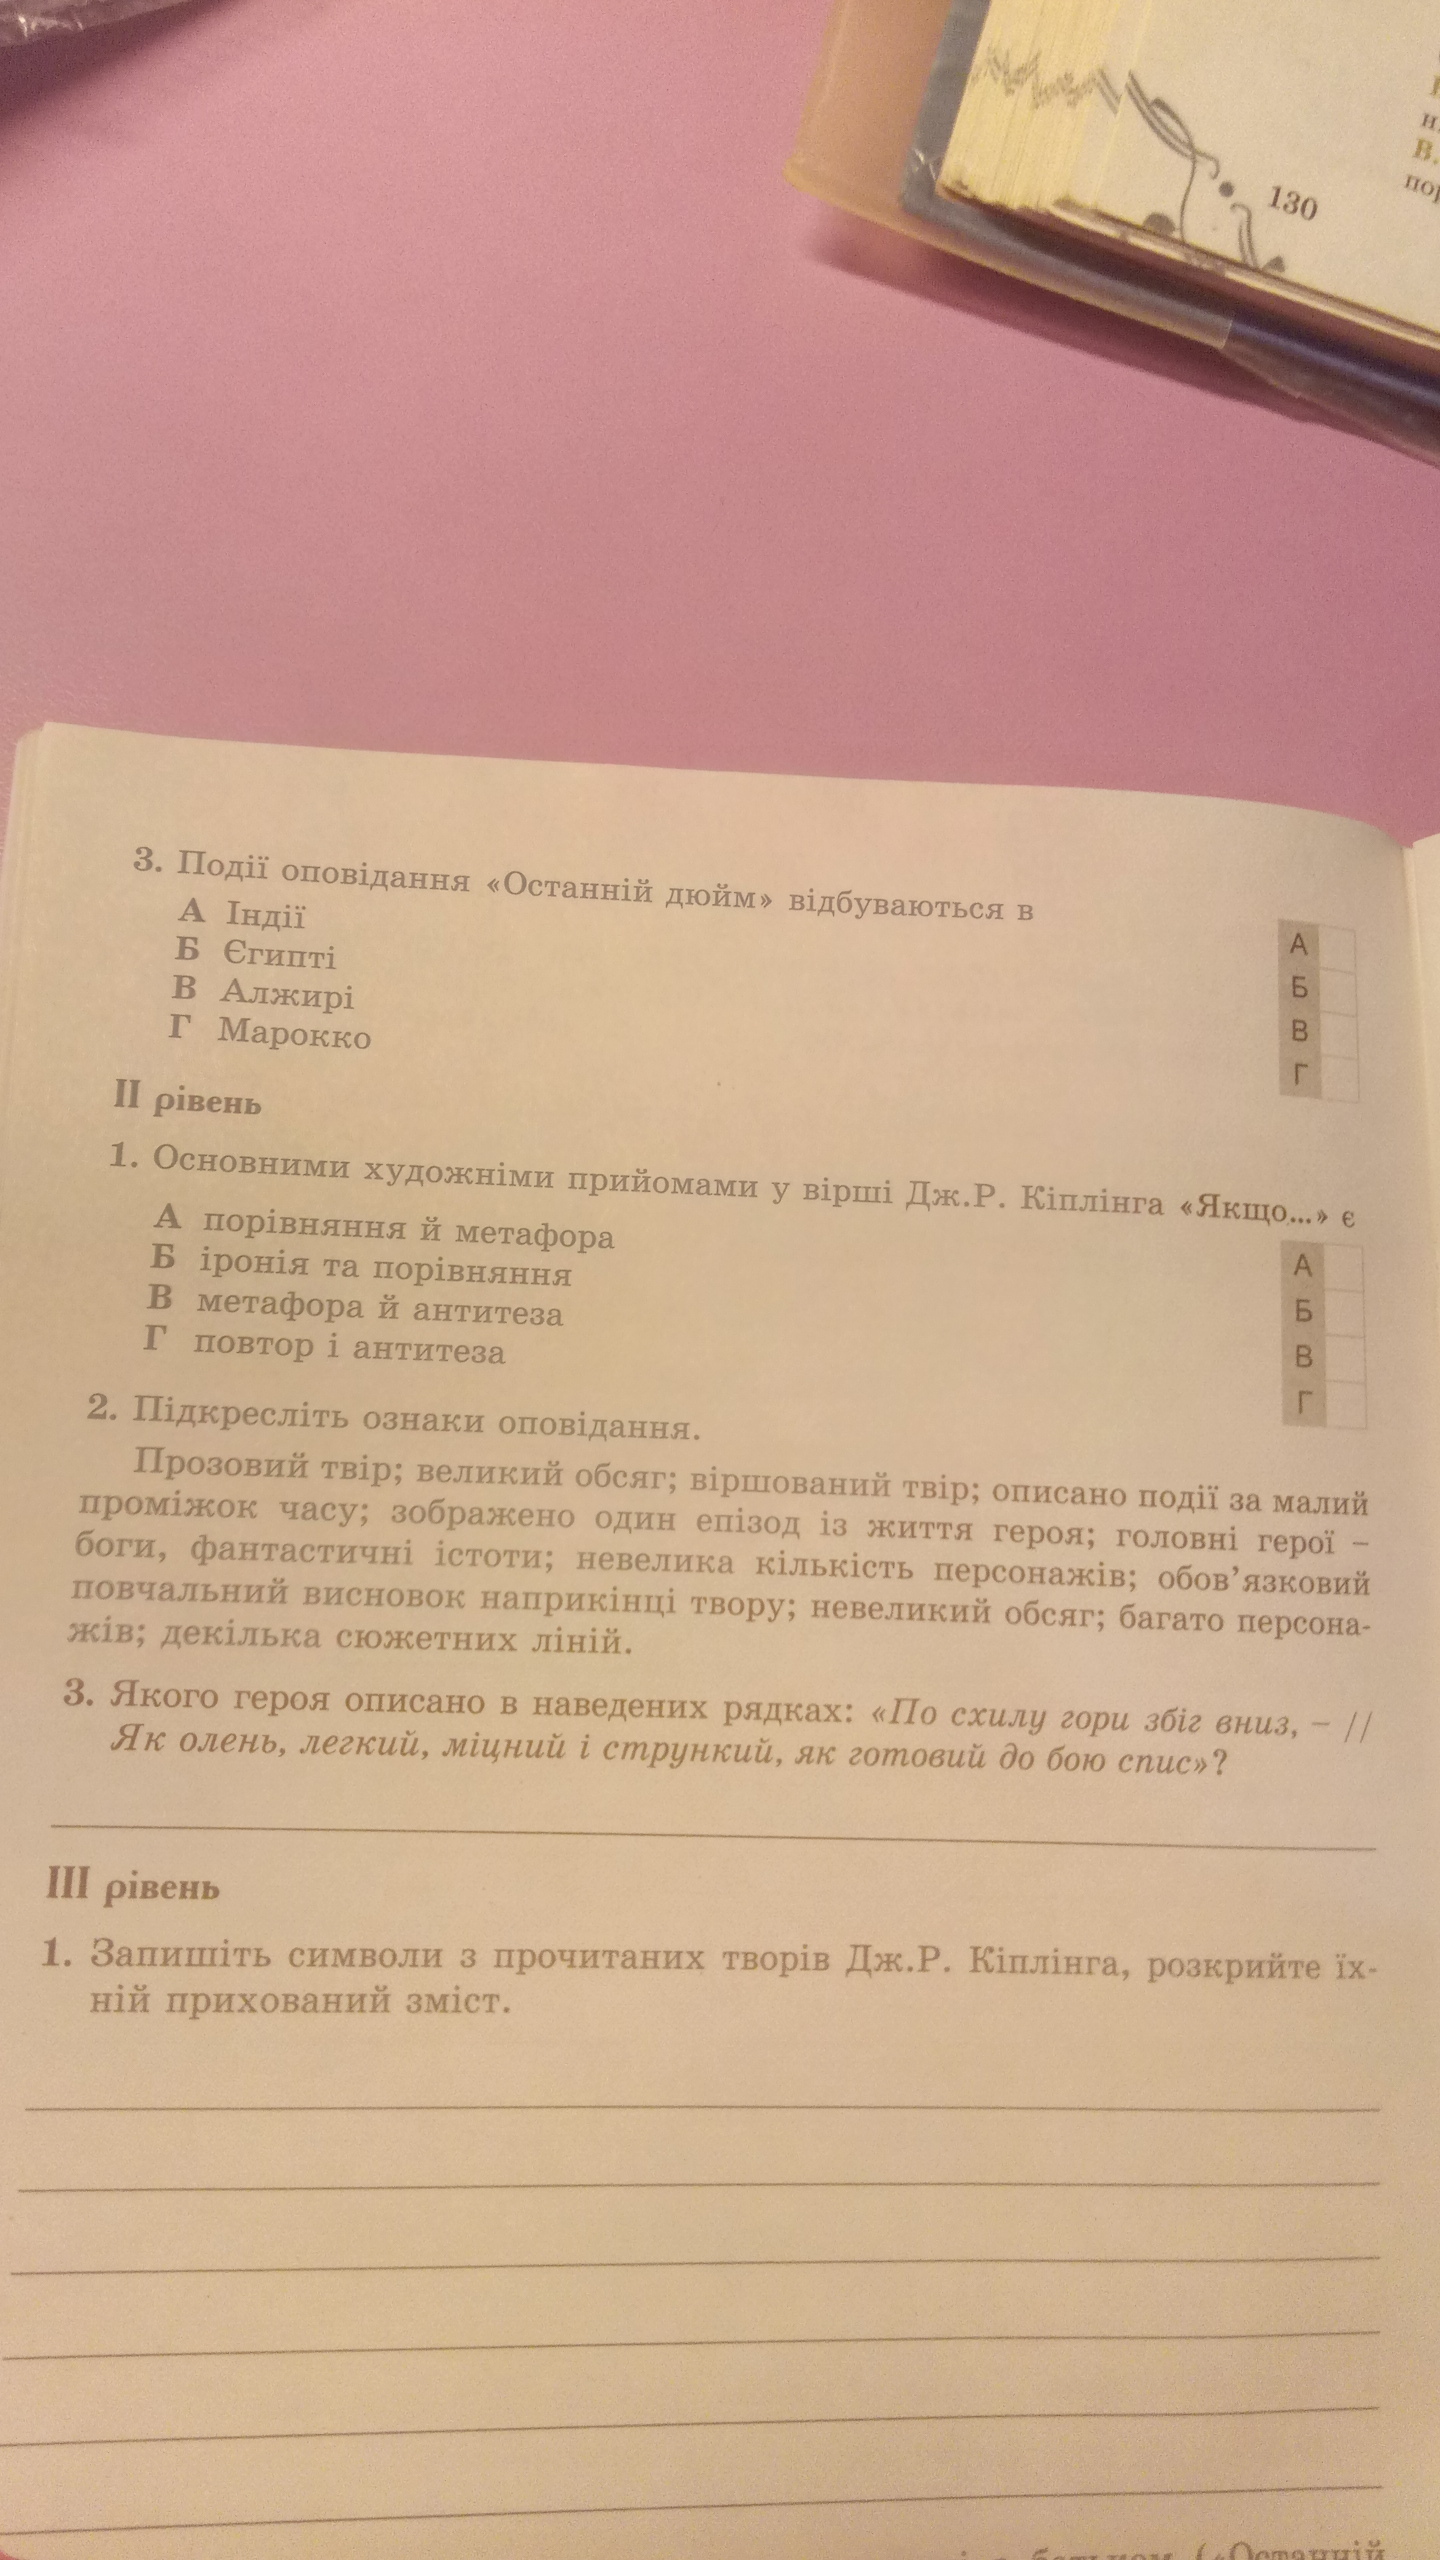 130
В.
3. Події оповідання «Останній дюйм» відбуваються в
А Індії
Б Єгипті
В Алжирі
Г Марокко
А
Б
В
Г
II рівень
1. Основними художніми прийомами у вірші Дж.Р. Кіплінга «Якщо...» є
А порівняння й метафора
Б іронія та порівняння
В метафора й антитеза
Г повтор і антитеза
А
Б
В
Г
2. Підкресліть ознаки оповідання.
Прозовий твір; великий обсяг; віршований твір; описано події за малий
проміжок часу; зображено один епізод із життя героя; головні герої –
боги, фантастичні істоти; невелика кількість персонажів; обов'язковий
повчальний висновок наприкінці твору; невеликий обсяг; багато персона-
жів; декілька сюжетних ліній.
3. Якого героя описано в наведених рядках: «По схилу гори збіг вниз, – //
Як олень, легкий, міцний і стрункий, як готовий до бою спис»?
III рівень
1. Запишіть символи з прочитаних творів Дж.Р. Кіплінга, розкрийте їх-
ній прихований зміст.
батьком («Останній